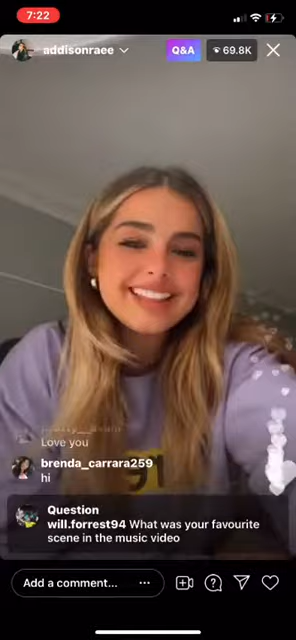 7:22
addisonraee
Q&A
69.8K
Love you
brenda_carrara259
hi
91
Question
will.forrest94 What was your favourite
scene in the music video
Add a comment...